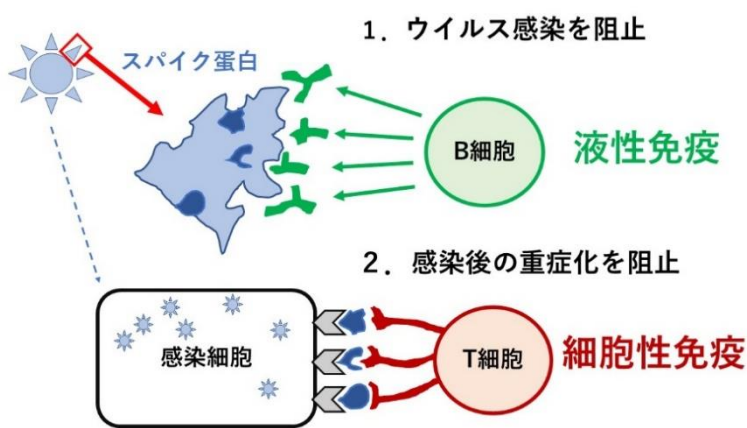 1．ウイルス感染を阻止
スパイク蛋白
B細胞
液性免疫
2．感染後の重症化を阻止
感染細胞
T細胞
細胞性免疫